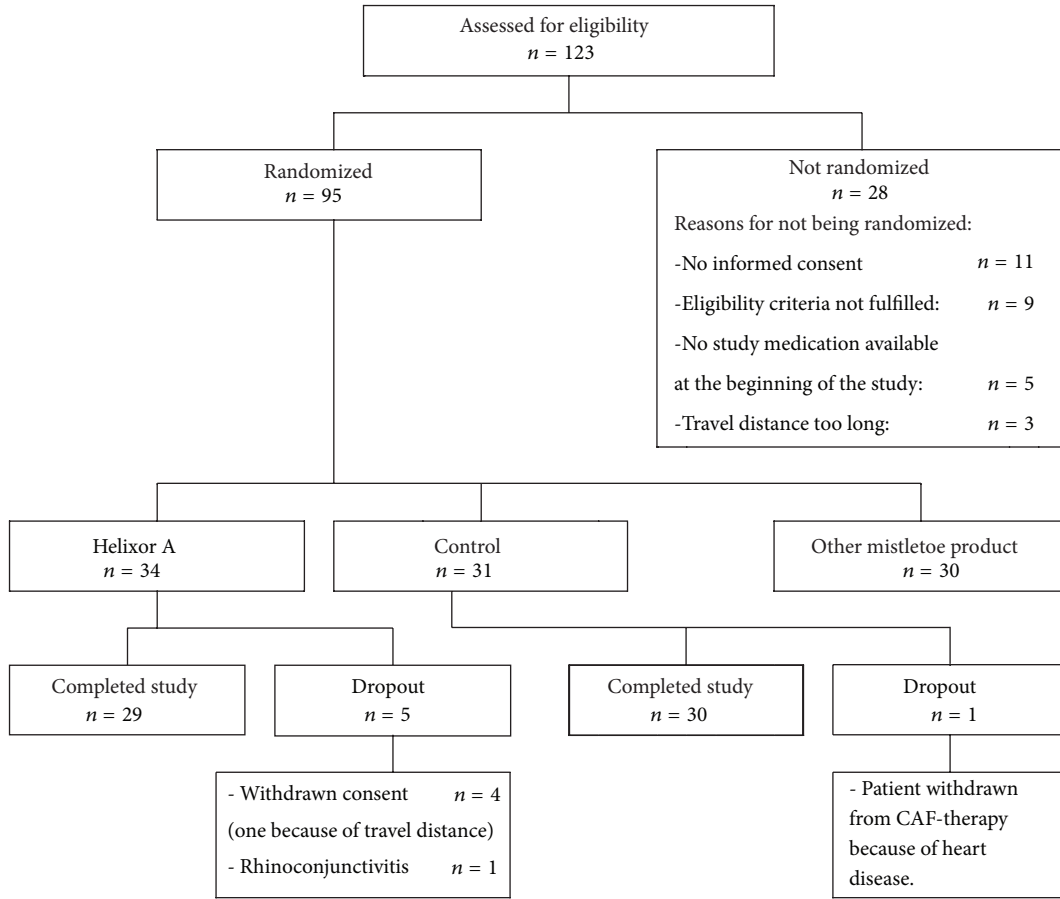 Assessed for eligibility
n = 123
Randomized
n = 95
Not randomized
n = 28
Reasons for not being randomized:
-No informed consent n = 11
-Eligibility criteria not fulfilled: n = 9
-No study medication available
at the beginning of the study: n = 5
-Travel distance too long: n = 3
Helixor A
n = 34
Control
n = 31
Other mistletoe product
n = 30
Completed study
n = 29
Dropout
n = 5
Completed study
n = 30
Dropout
n = 1
- Withdrawn consent n = 4
(one because of travel distance)
- Rhinoconjunctivitis n = 1
- Patient withdrawn
from CAF-therapy
because of heart
disease.